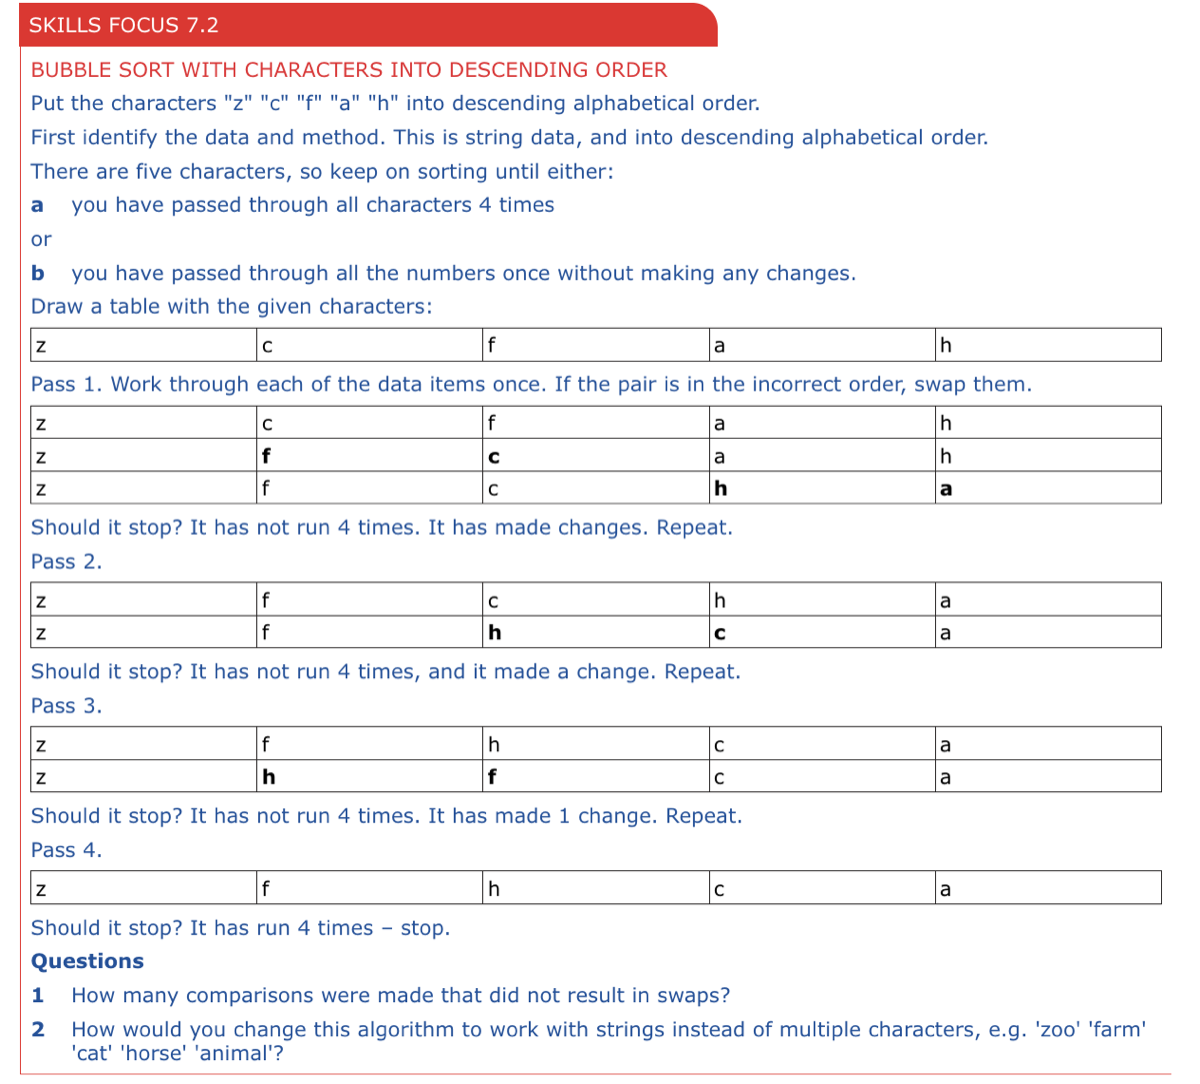 SKILLS FOCUS 7.2
BUBBLE SORT WITH CHARACTERS INTO DESCENDING ORDER
Put the characters "z" "c" "f" "a" "h" into descending alphabetical order.
First identify the data and method. This is string data, and into descending alphabetical order.
There are five characters, so keep on sorting until either:
a you have passed through all characters 4 times
or
b you have passed through all the numbers once without making any changes.
Draw a table with the given characters:
z c f a h
Pass 1. Work through each of the data items once. If the pair is in the incorrect order, swap them.
z c f a h
z f c a h
z f c h a
Should it stop? It has not run 4 times. It has made changes. Repeat.
Pass 2.
z f c h a
z f h c a
Should it stop? It has not run 4 times, and it made a change. Repeat.
Pass 3.
z f h c a
z h f c a
Should it stop? It has not run 4 times. It has made 1 change. Repeat.
Pass 4.
z f h c a
Should it stop? It has run 4 times – stop.
Questions
1 How many comparisons were made that did not result in swaps?
2 How would you change this algorithm to work with strings instead of multiple characters, e.g. 'zoo' 'farm'
'cat' 'horse' 'animal'?